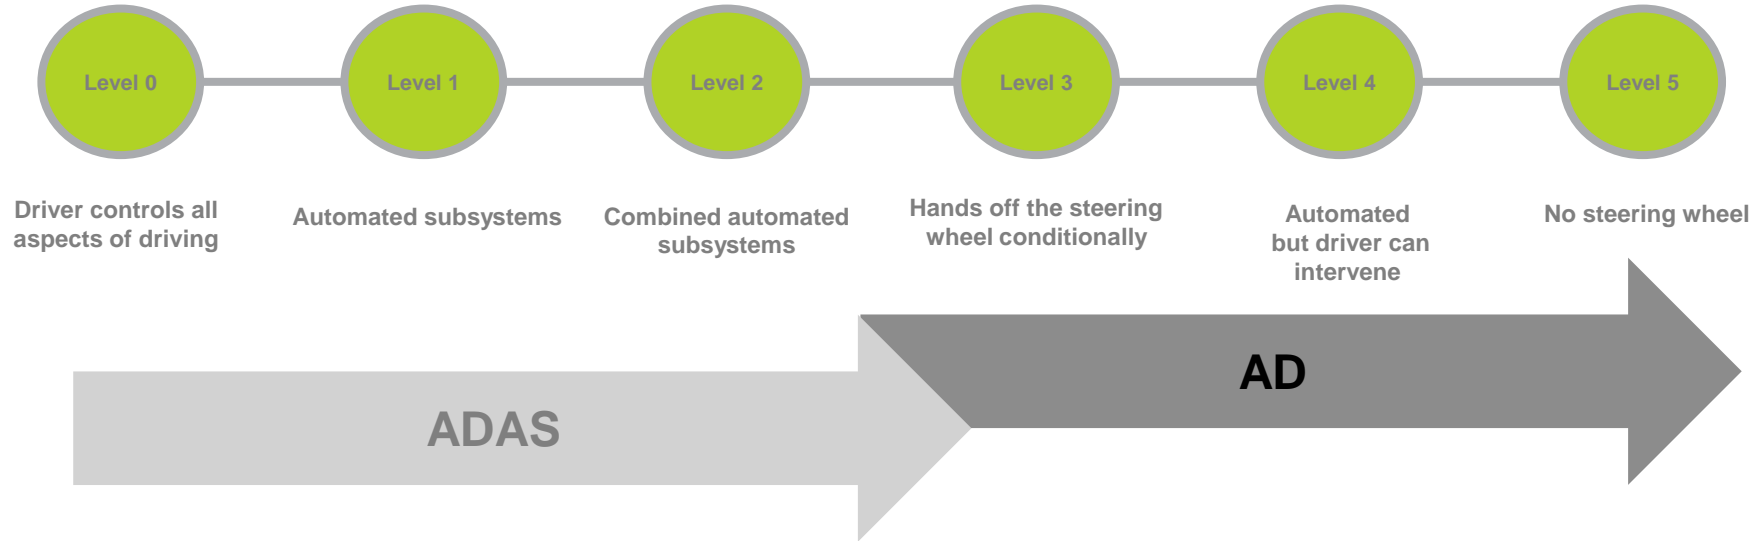 Level 0
Level 1
Level 2
Level 3
Level 4
Level 5
Driver controls all
aspects of driving
Automated subsystems
Combined automated
subsystems
Hands off the steering
wheel conditionally
Automated
but driver can
intervene
No steering wheel
ADAS
AD